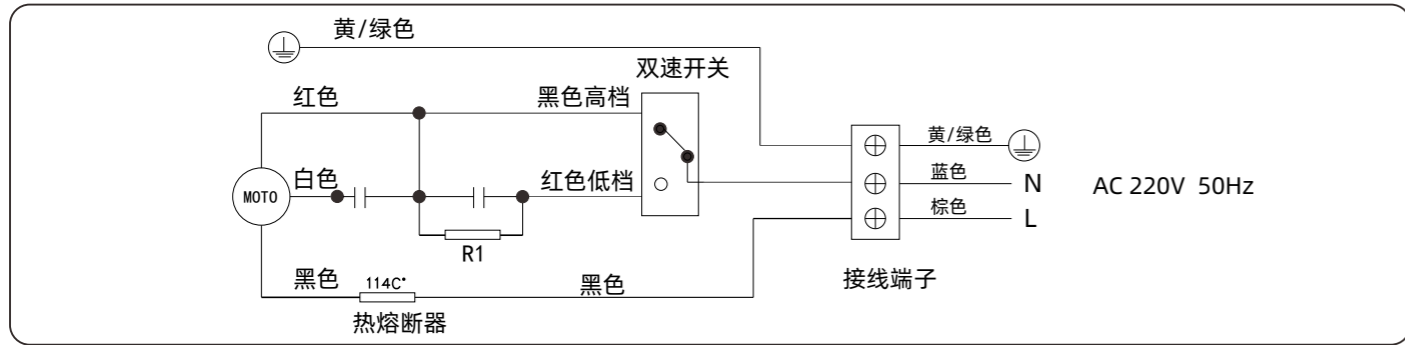 黄/绿色
双速开关
红色
黑色高档
黄/绿色
白色
红色低档
蓝色
N
AC 220V 50Hz
MOTO
棕色
L
R1
黑色
114C°
黑色
接线端子
热熔断器